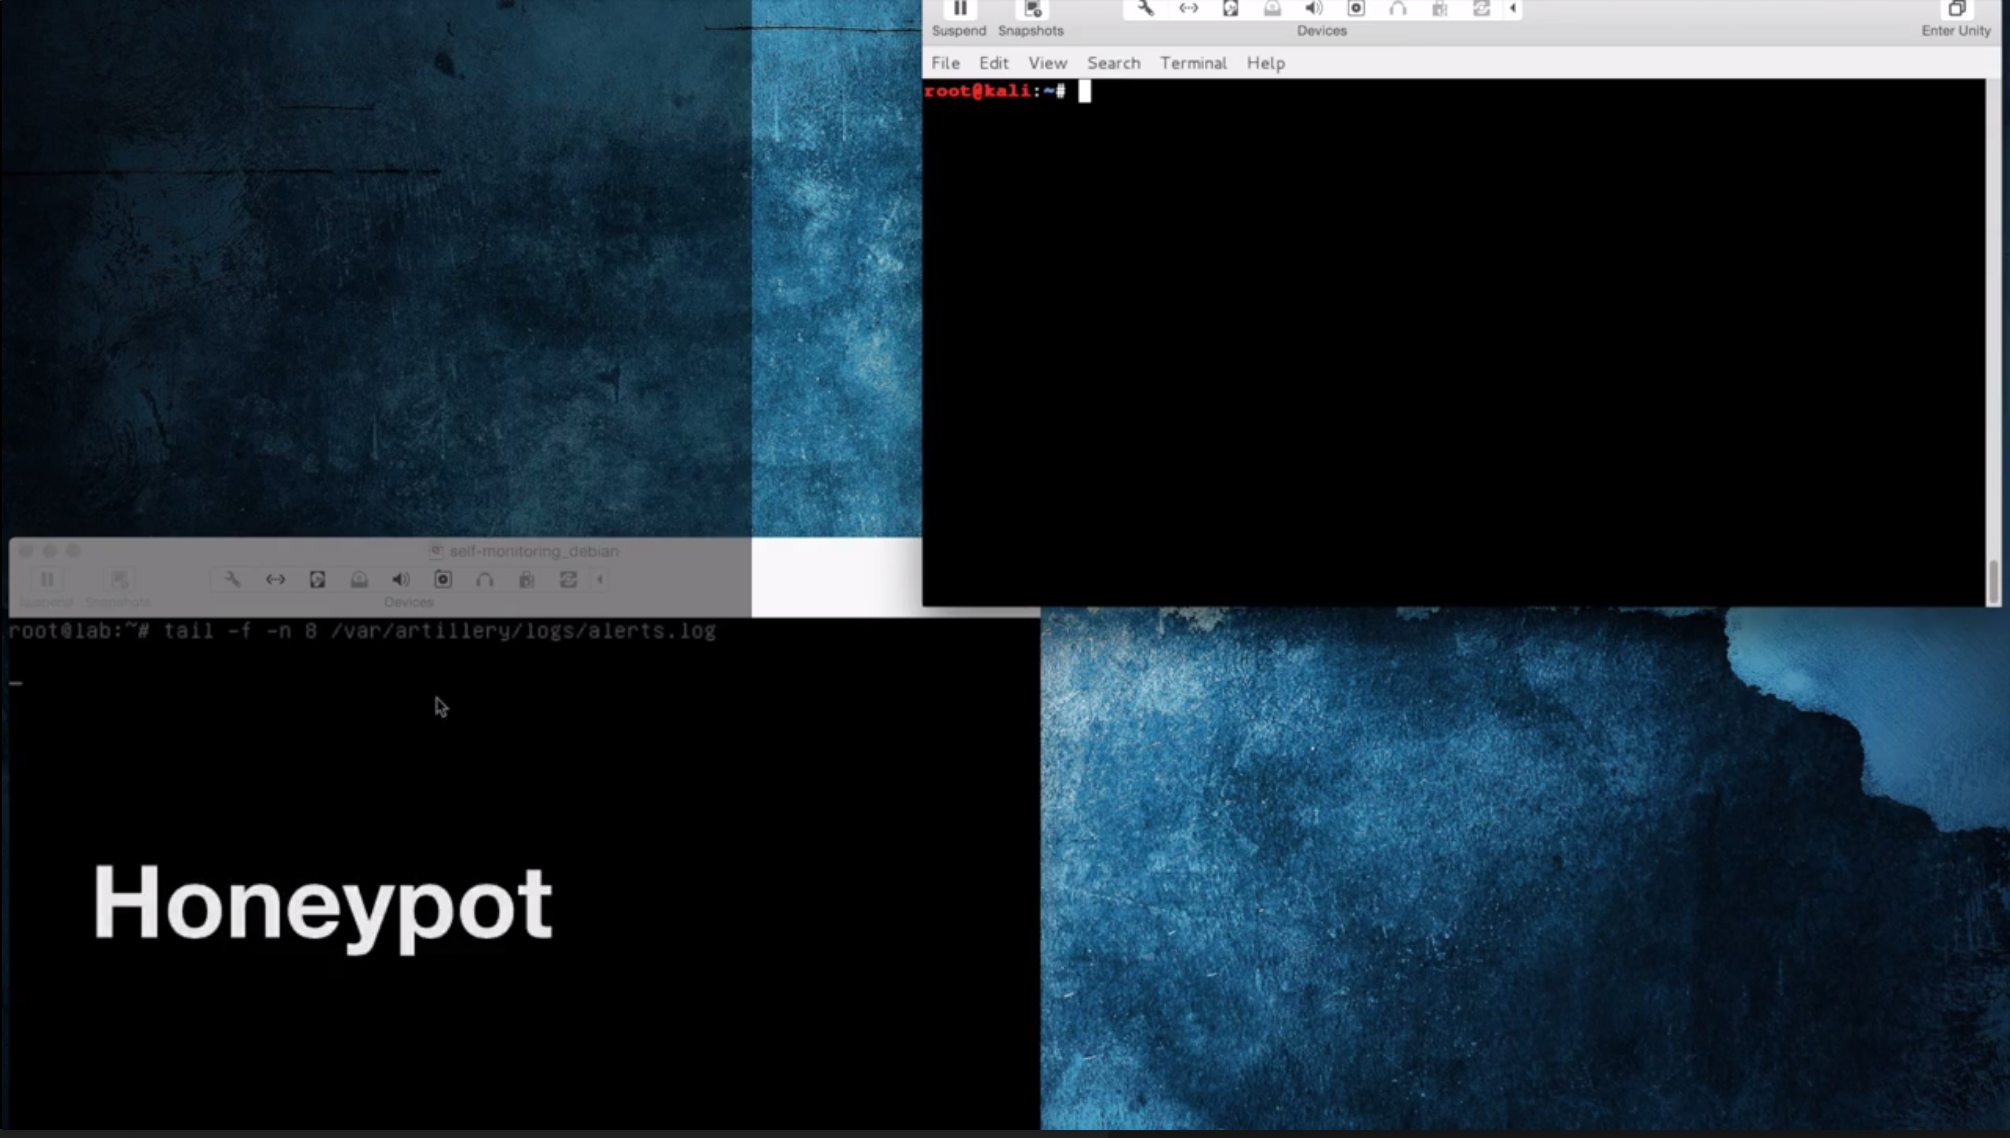 Suspend Snapshots Devices Enter Unity
File Edit View Search Terminal Help
root@kali:~#
self-monitoring_debian
Suspend Snapshots Devices
root@lab:~# tail -f -n 8 /var/artillery/logs/alerts.log
Honeypot